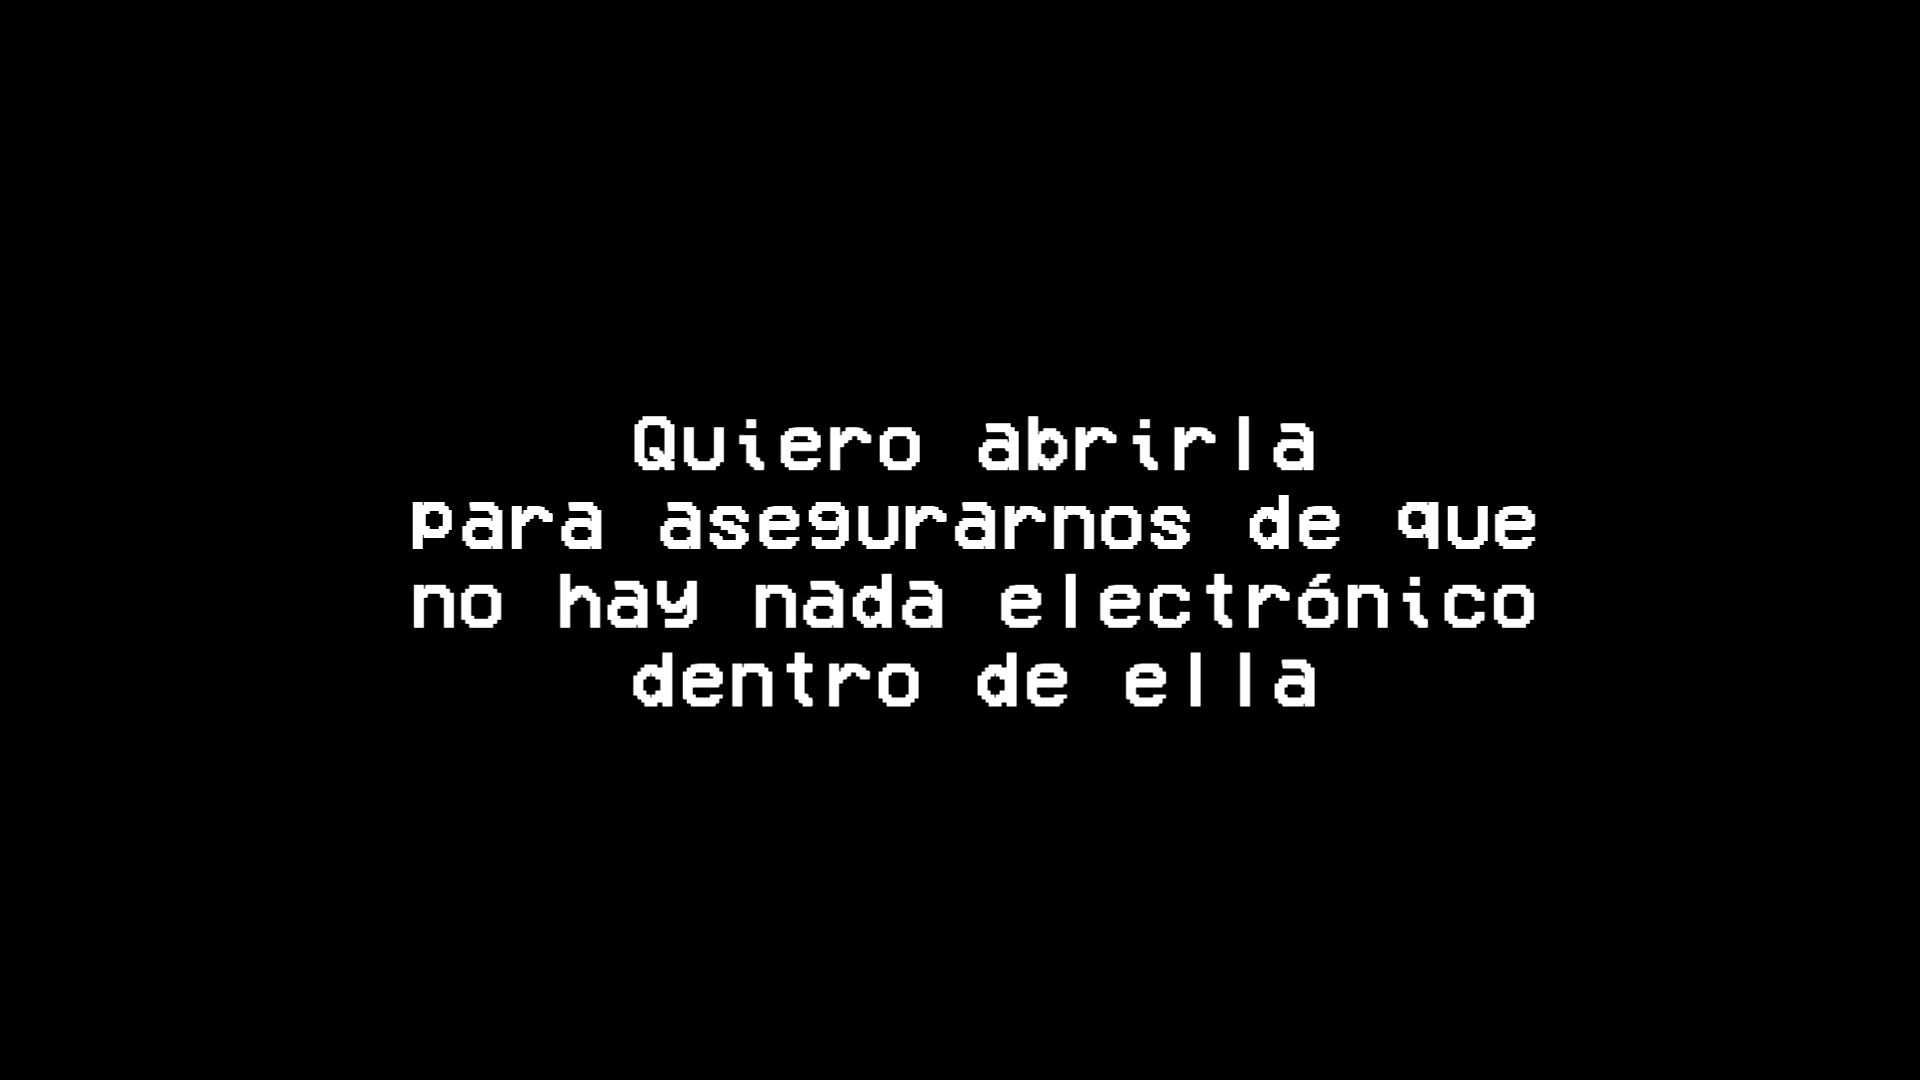 Quiero abrirla
para asegurarnos de que
no hay nada electrónico
dentro de ella